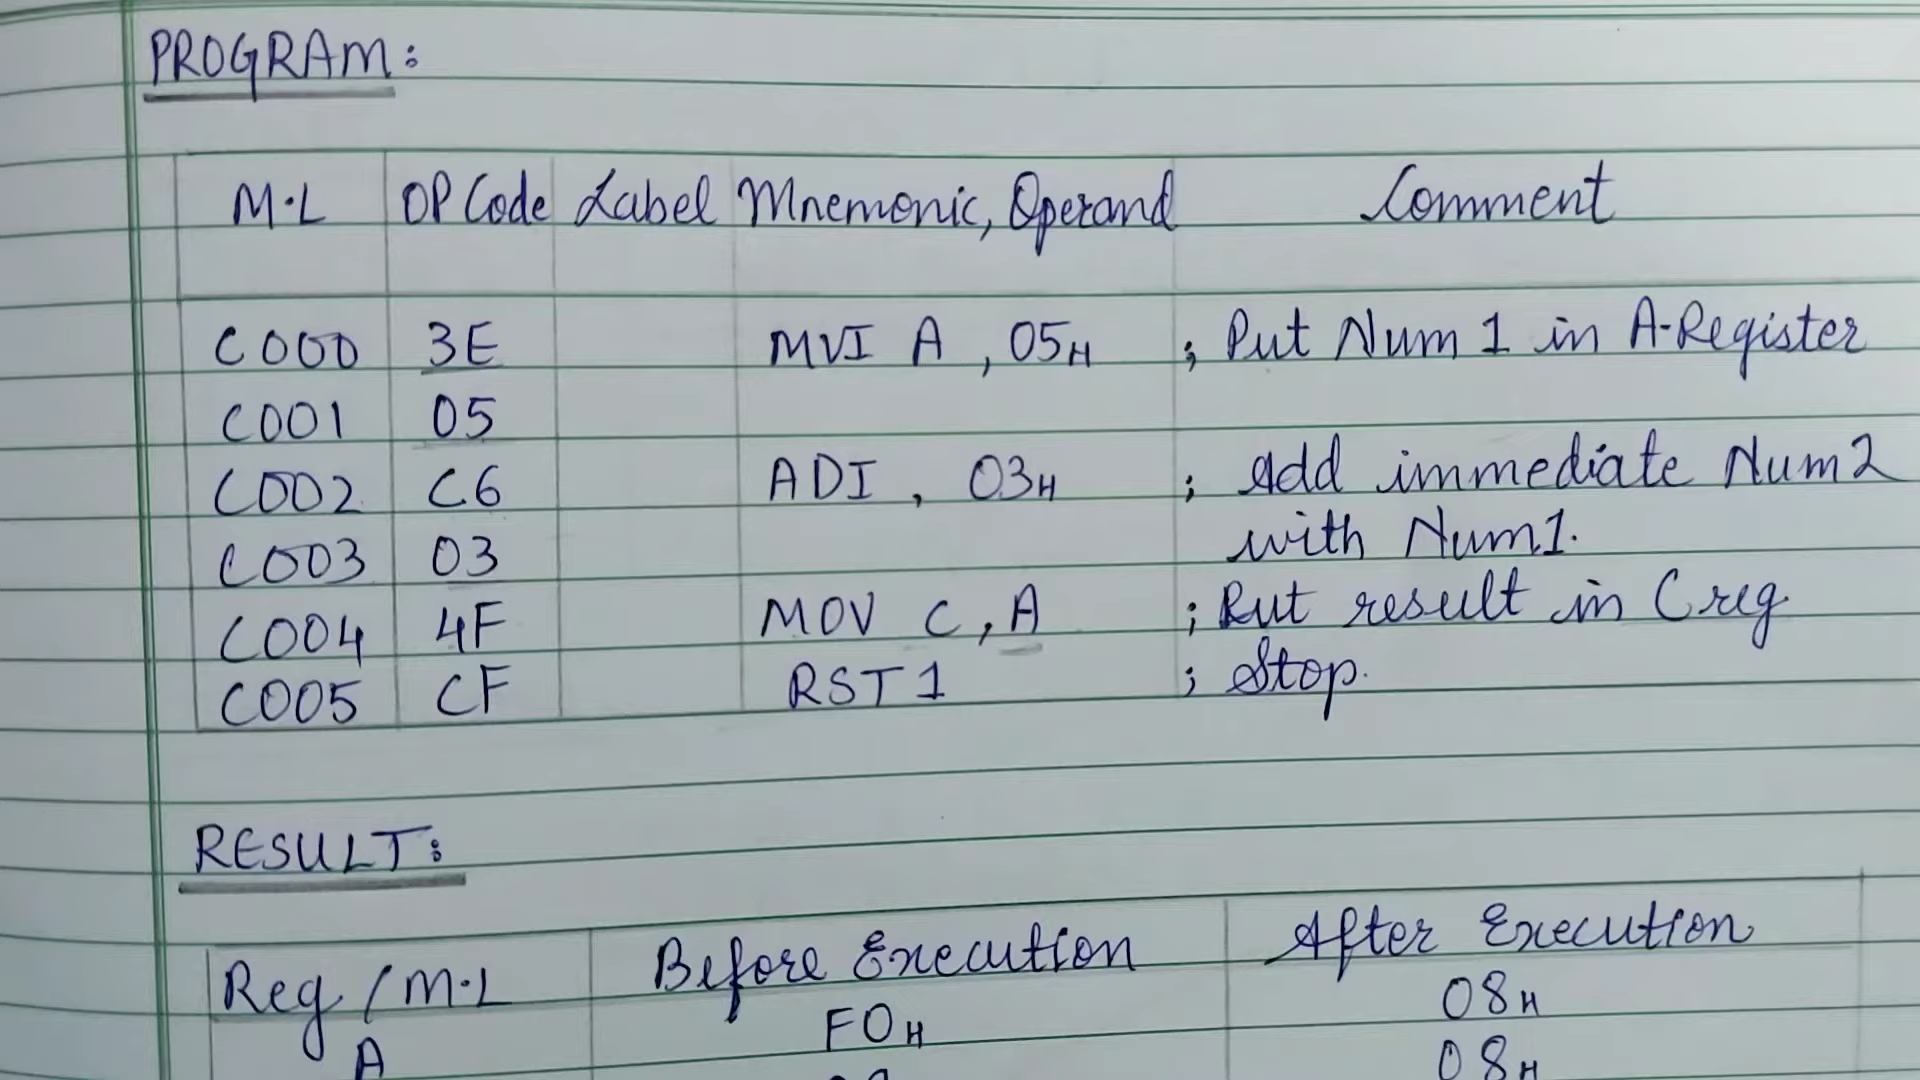 PROGRAM:
M.L OP Code Label Mnemonic, Operand Comment
C000 3E MVI A, 05H ; Put Num 1 in A-Register
C001 05
C002 C6 ADI, 03H ; Add immediate Num2
with Num1.
C003 03
C004 4F MOV C, A ; Put result in C reg.
C005 CF RST 1 ; Stop.
RESULT:
Reg / M.L Before Execution After Execution
A F0H 08H
08H